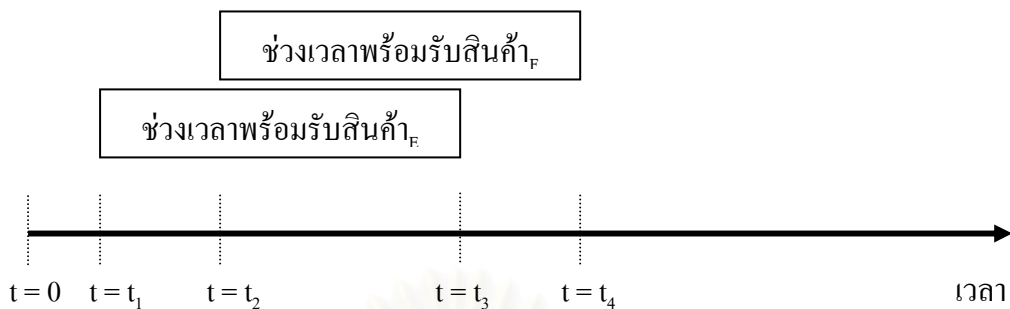 ช่วงเวลาพร้อมรับสินค้าF
ช่วงเวลาพร้อมรับสินค้าE
t = 0 t = t1 t = t2 t = t3 t = t4 เวลา